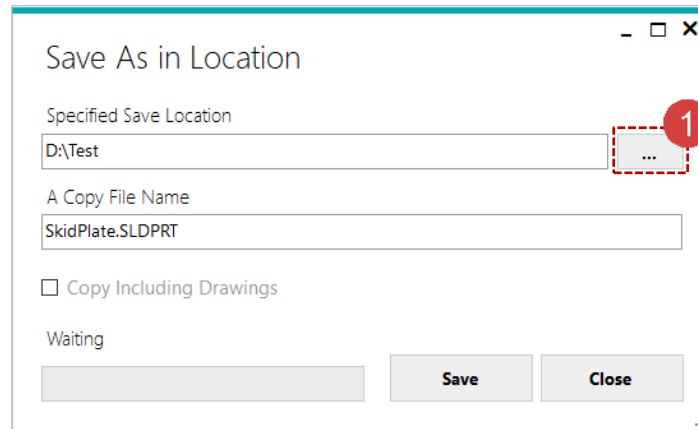 Save As in Location
Specified Save Location
D:\Test
...
1
A Copy File Name
SkidPlate.SLDPRT
Copy Including Drawings
Waiting
Save
Close